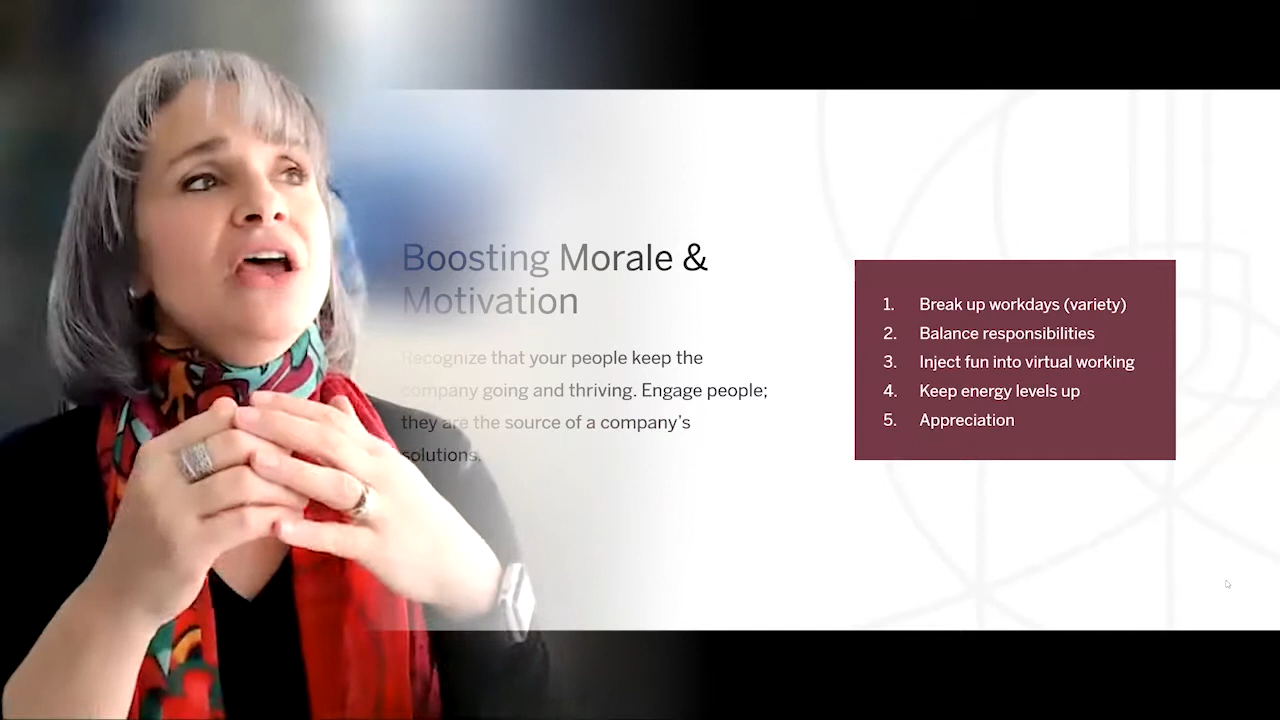 Boosting Morale &
Motivation
Recognize that your people keep the
company going and thriving. Engage people;
they are the source of a company's
solutions.
1. Break up workdays (variety)
2. Balance responsibilities
3. Inject fun into virtual working
4. Keep energy levels up
5. Appreciation